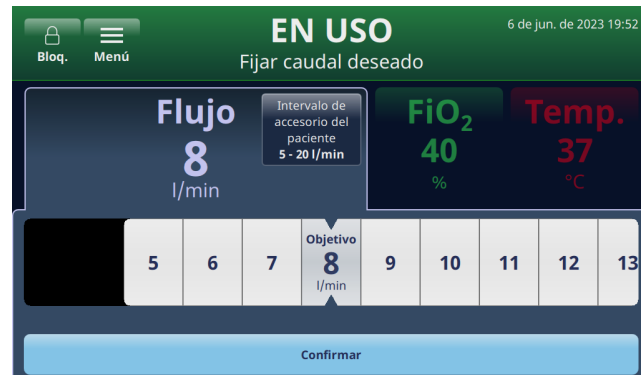 EN USO
6 de jun. de 2023 19:52
Bloq.
Menú
Fijar caudal deseado
Flujo
8
l/min
Intervalo de
accesorio del
paciente
5 - 20 l/min
FiO2
40
%
Temp.
37
°C
5 6 7 Objetivo 8 l/min 9 10 11 12 13
Confirmar